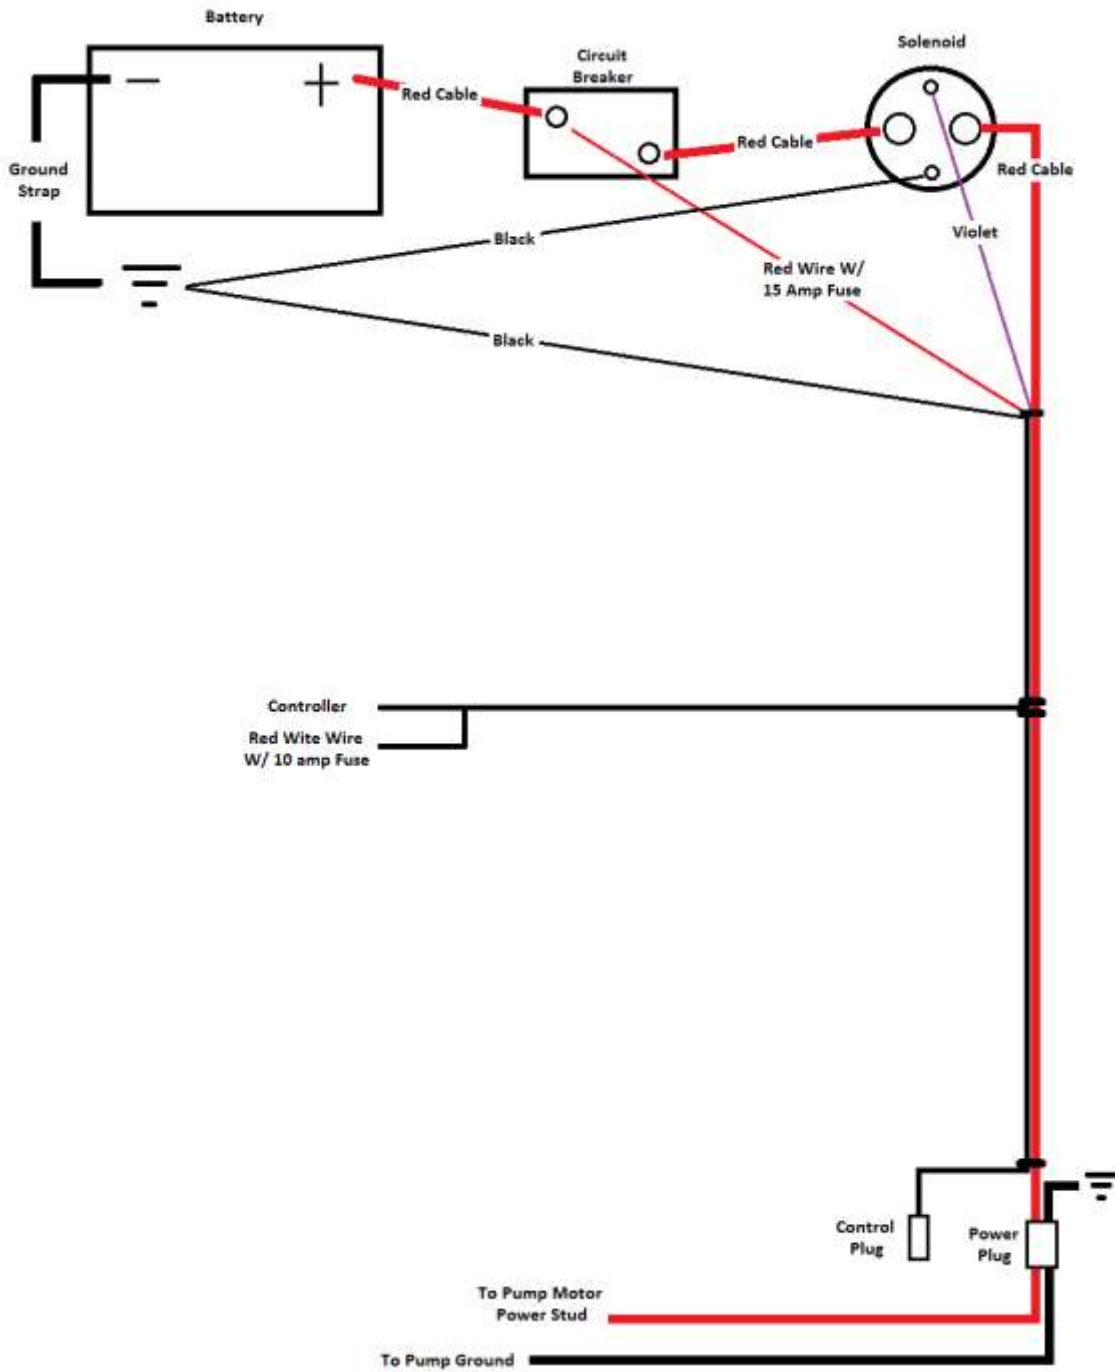 Battery
Solenoid
Circuit
Breaker
Red Cable
Red Cable
Red Cable
Ground
Strap
Violet
Black
Red Wire W/
15 Amp Fuse
Black
Controller
Red Wite Wire
W/ 10 amp Fuse
Control
Plug
Power
Plug
To Pump Motor
Power Stud
To Pump Ground